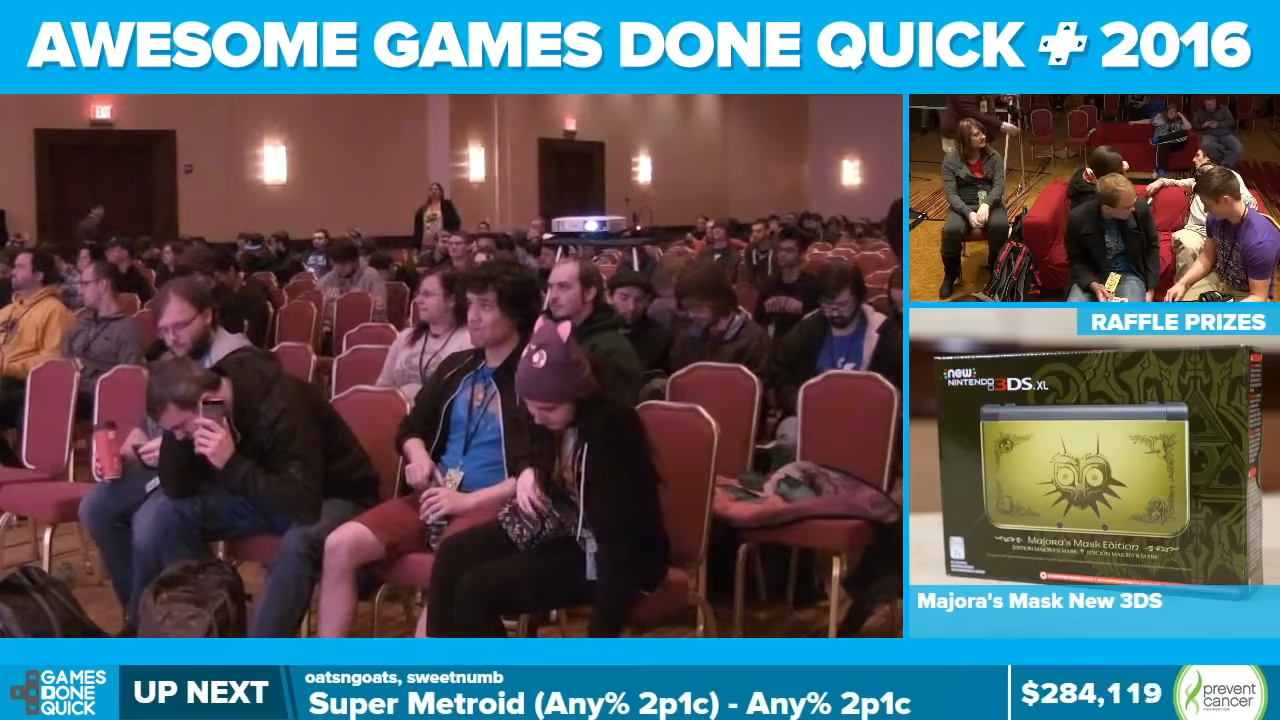 AWESOME GAMES DONE QUICK 2016
EXIT
RAFFLE PRIZES
new
NINTENDO 3DS XL
Majora's Mask Edition
Majora's Mask New 3DS
GAMES
DONE
QUICK
UP NEXT
oatsngoats, sweetnumb
Super Metroid (Any% 2p1c) - Any% 2p1c
$284,119
prevent
cancer
FOUNDATION